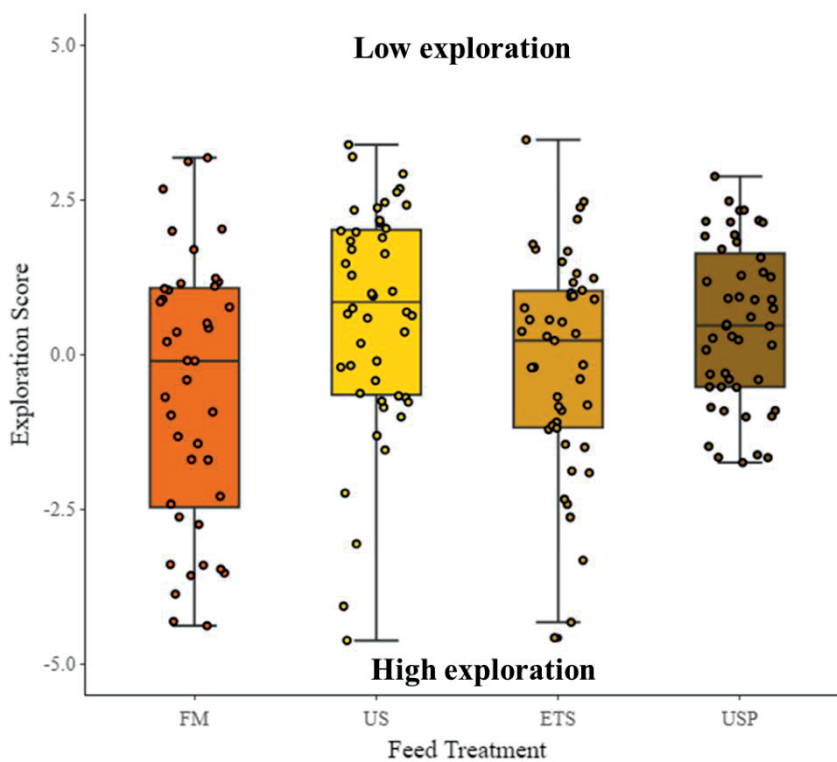 5.0
Low exploration
2.5
0.0
-2.5
-5.0
Exploration Score
High exploration
FM US ETS USP
Feed Treatment